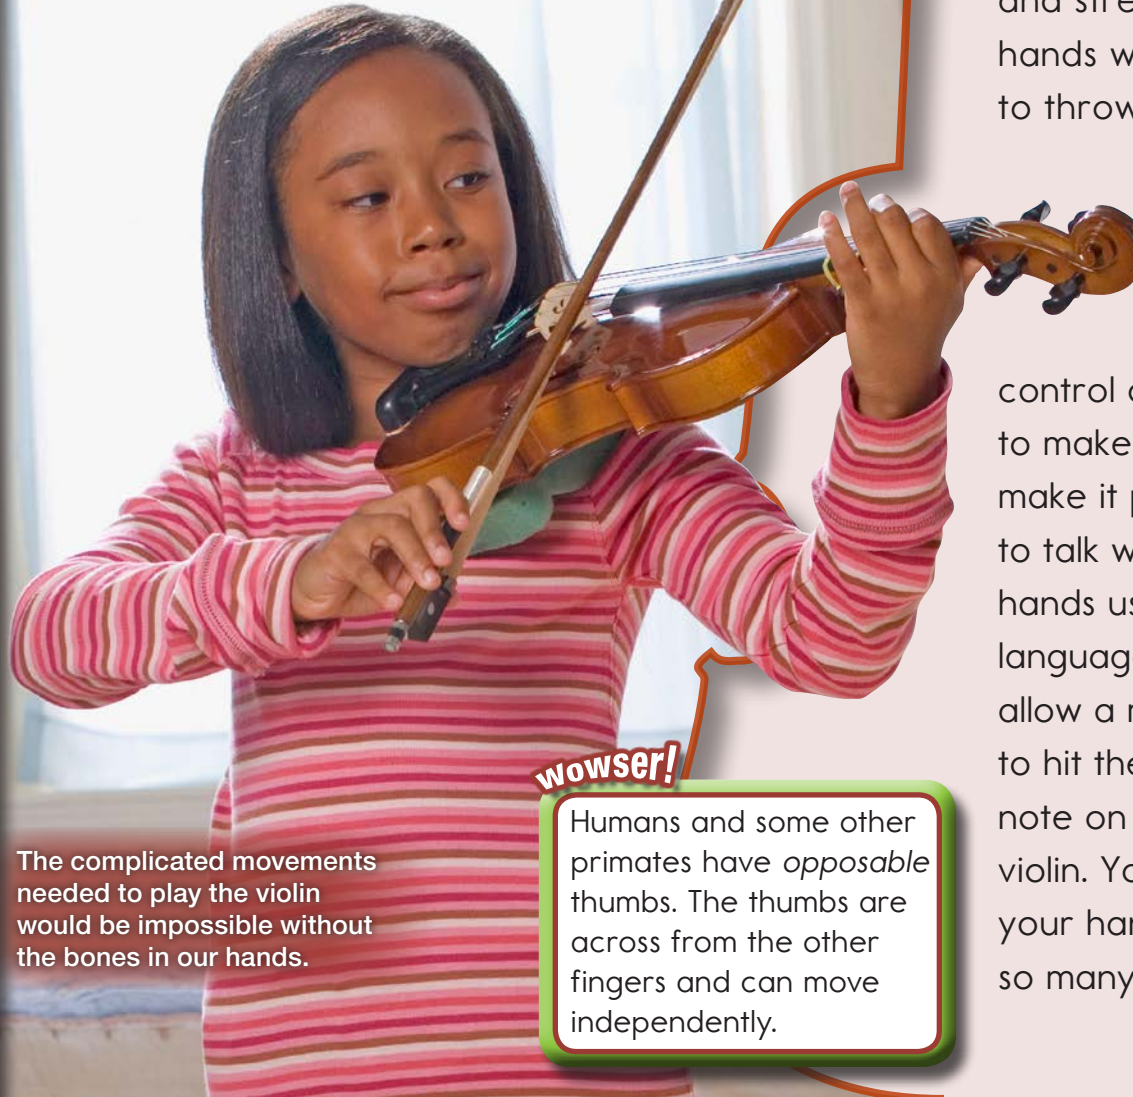 and
hands
to throw
control
to make
make it
to talk
hands
allow a
to hit the
note on
violin.
your
so many
wowser!
Humans and some other
primates have opposable
thumbs. The thumbs are
across from the other
fingers and can move
independently.
The complicated movements
needed to play the violin
would be impossible without
the bones in our hands.